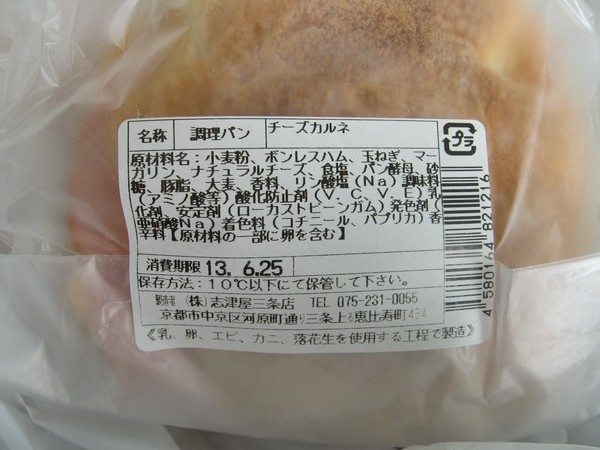 名称 調理パン チーズカルネ
プラ
原材料名：小麦粉、ボンレスハム、玉ねぎ、マー
ガリン、ナチュラルチーズ、食塩、パン酵母、砂
糖、豚脂、大麦、香料、リン酸塩（Na）調味料
（アミノ酸等）酸化防止剤（V．C、V．E）乳
化剤、安定剤（ローカストビーンガム）発色剤（
亜硝酸Na）着色料（コチニール、パプリカ）香
辛料【原材料の一部に卵を含む】
消費期限 13. 6.25
保存方法：10℃以下にて保管して下さい。
製造者 （株）志津屋三条店 TEL 075-231-0055
京都市中京区河原町通り三条上る恵比寿町434
《乳、卵、エビ、カニ、落花生を使用する工程で製造》
4580164821216